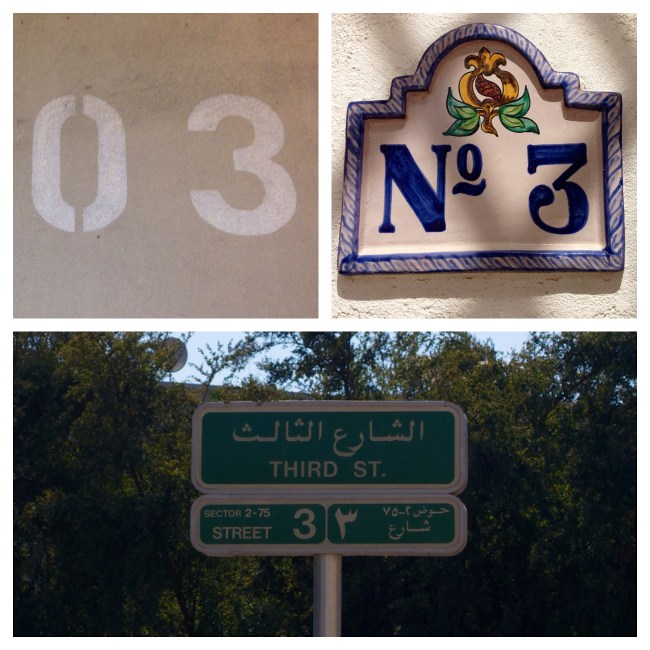 03
Nº 3
الشارع الثالث
THIRD ST.
SECTOR 2-75 حوض ٢-٧٥
STREET 3 ٣ شارع